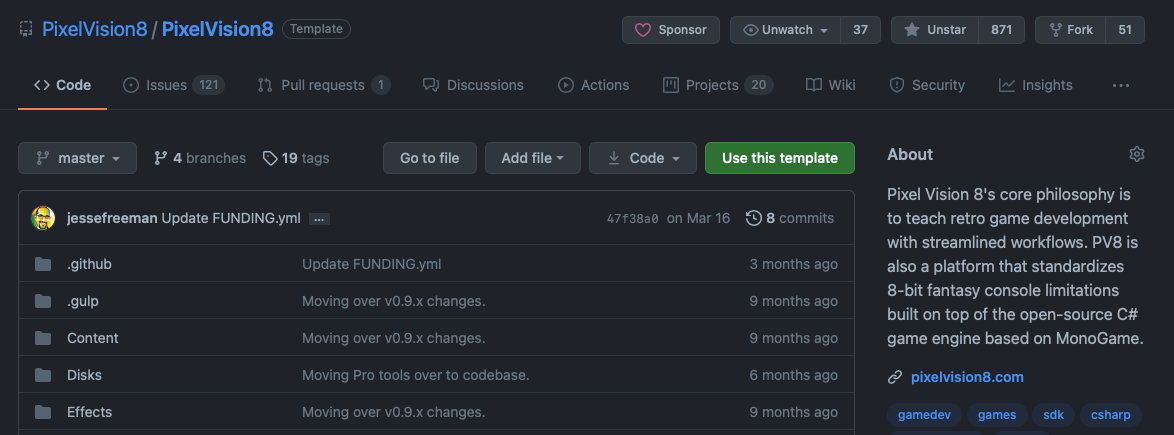 PixelVision8 / PixelVision8 Template Sponsor Unwatch 37 Unstar 871 Fork 51
Code Issues 121 Pull requests 1 Discussions Actions Projects 20 Wiki Security Insights ...
master 4 branches 19 tags Go to file Add file Code Use this template
jessefreeman Update FUNDING.yml ... 47f38a0 on Mar 16 8 commits
.github Update FUNDING.yml 3 months ago
.gulp Moving over v0.9.x changes. 9 months ago
Content Moving over v0.9.x changes. 9 months ago
Disks Moving Pro tools over to codebase. 6 months ago
Effects Moving over v0.9.x changes. 9 months ago
About
Pixel Vision 8's core philosophy is
to teach retro game development
with streamlined workflows. PV8 is
also a platform that standardizes
8-bit fantasy console limitations
built on top of the open-source C#
game engine based on MonoGame.
pixelvision8.com
gamedev games sdk csharp